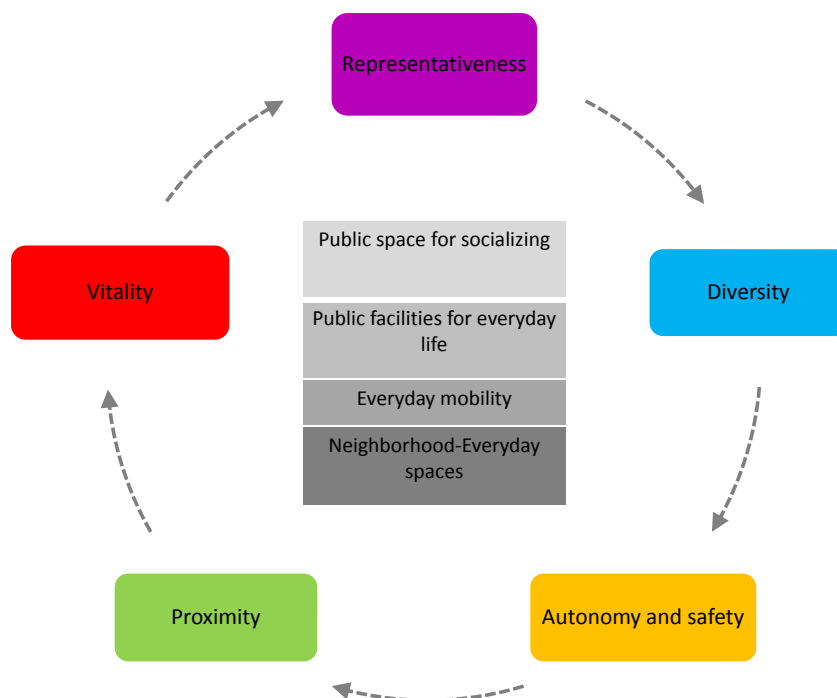 Representativeness
Public space for socializing
Vitality
Diversity
Public facilities for everyday
life
Everyday mobility
Neighborhood-Everyday
spaces
Proximity
Autonomy and safety